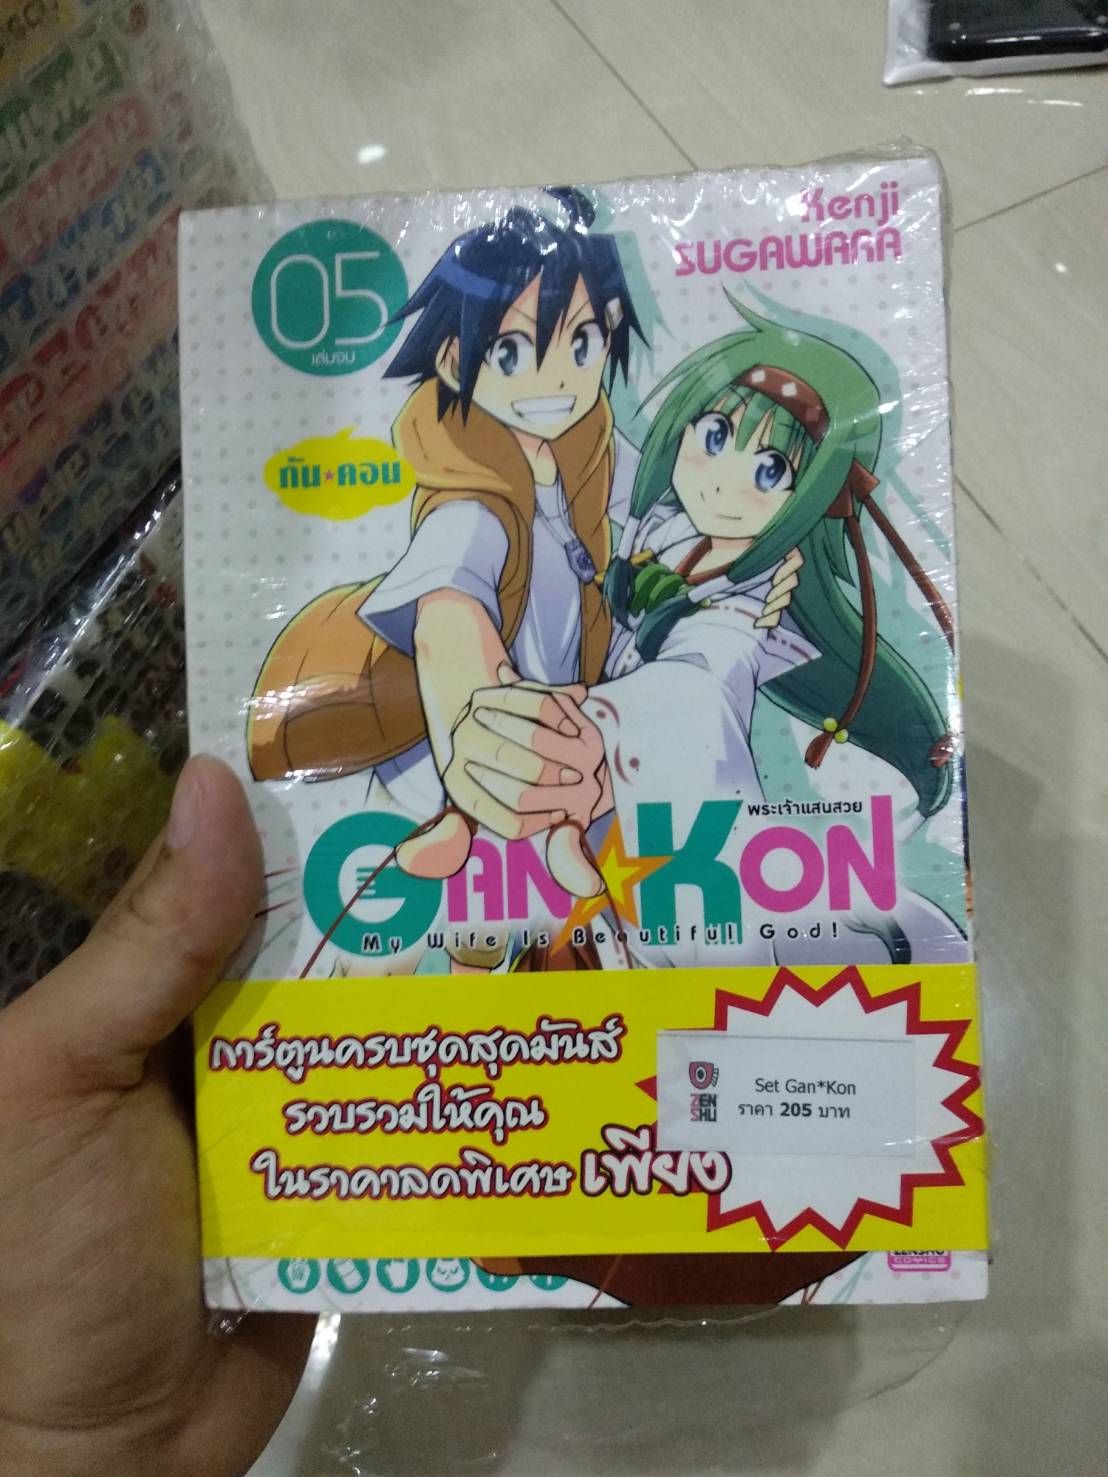 Kenji
SUGAWARA
05
เล่มจบ
กัน★คอน
พระเจ้าแสนสวย
GAN★KON
My Wife Is Beautiful God!
การ์ตูนครบชุดสุดมันส์
รวบรวมให้คุณ
ในราคาลดพิเศษ เพียง
ZEN
SHU
Set Gan*Kon
ราคา 205 บาท
ZENSHU
COMICS